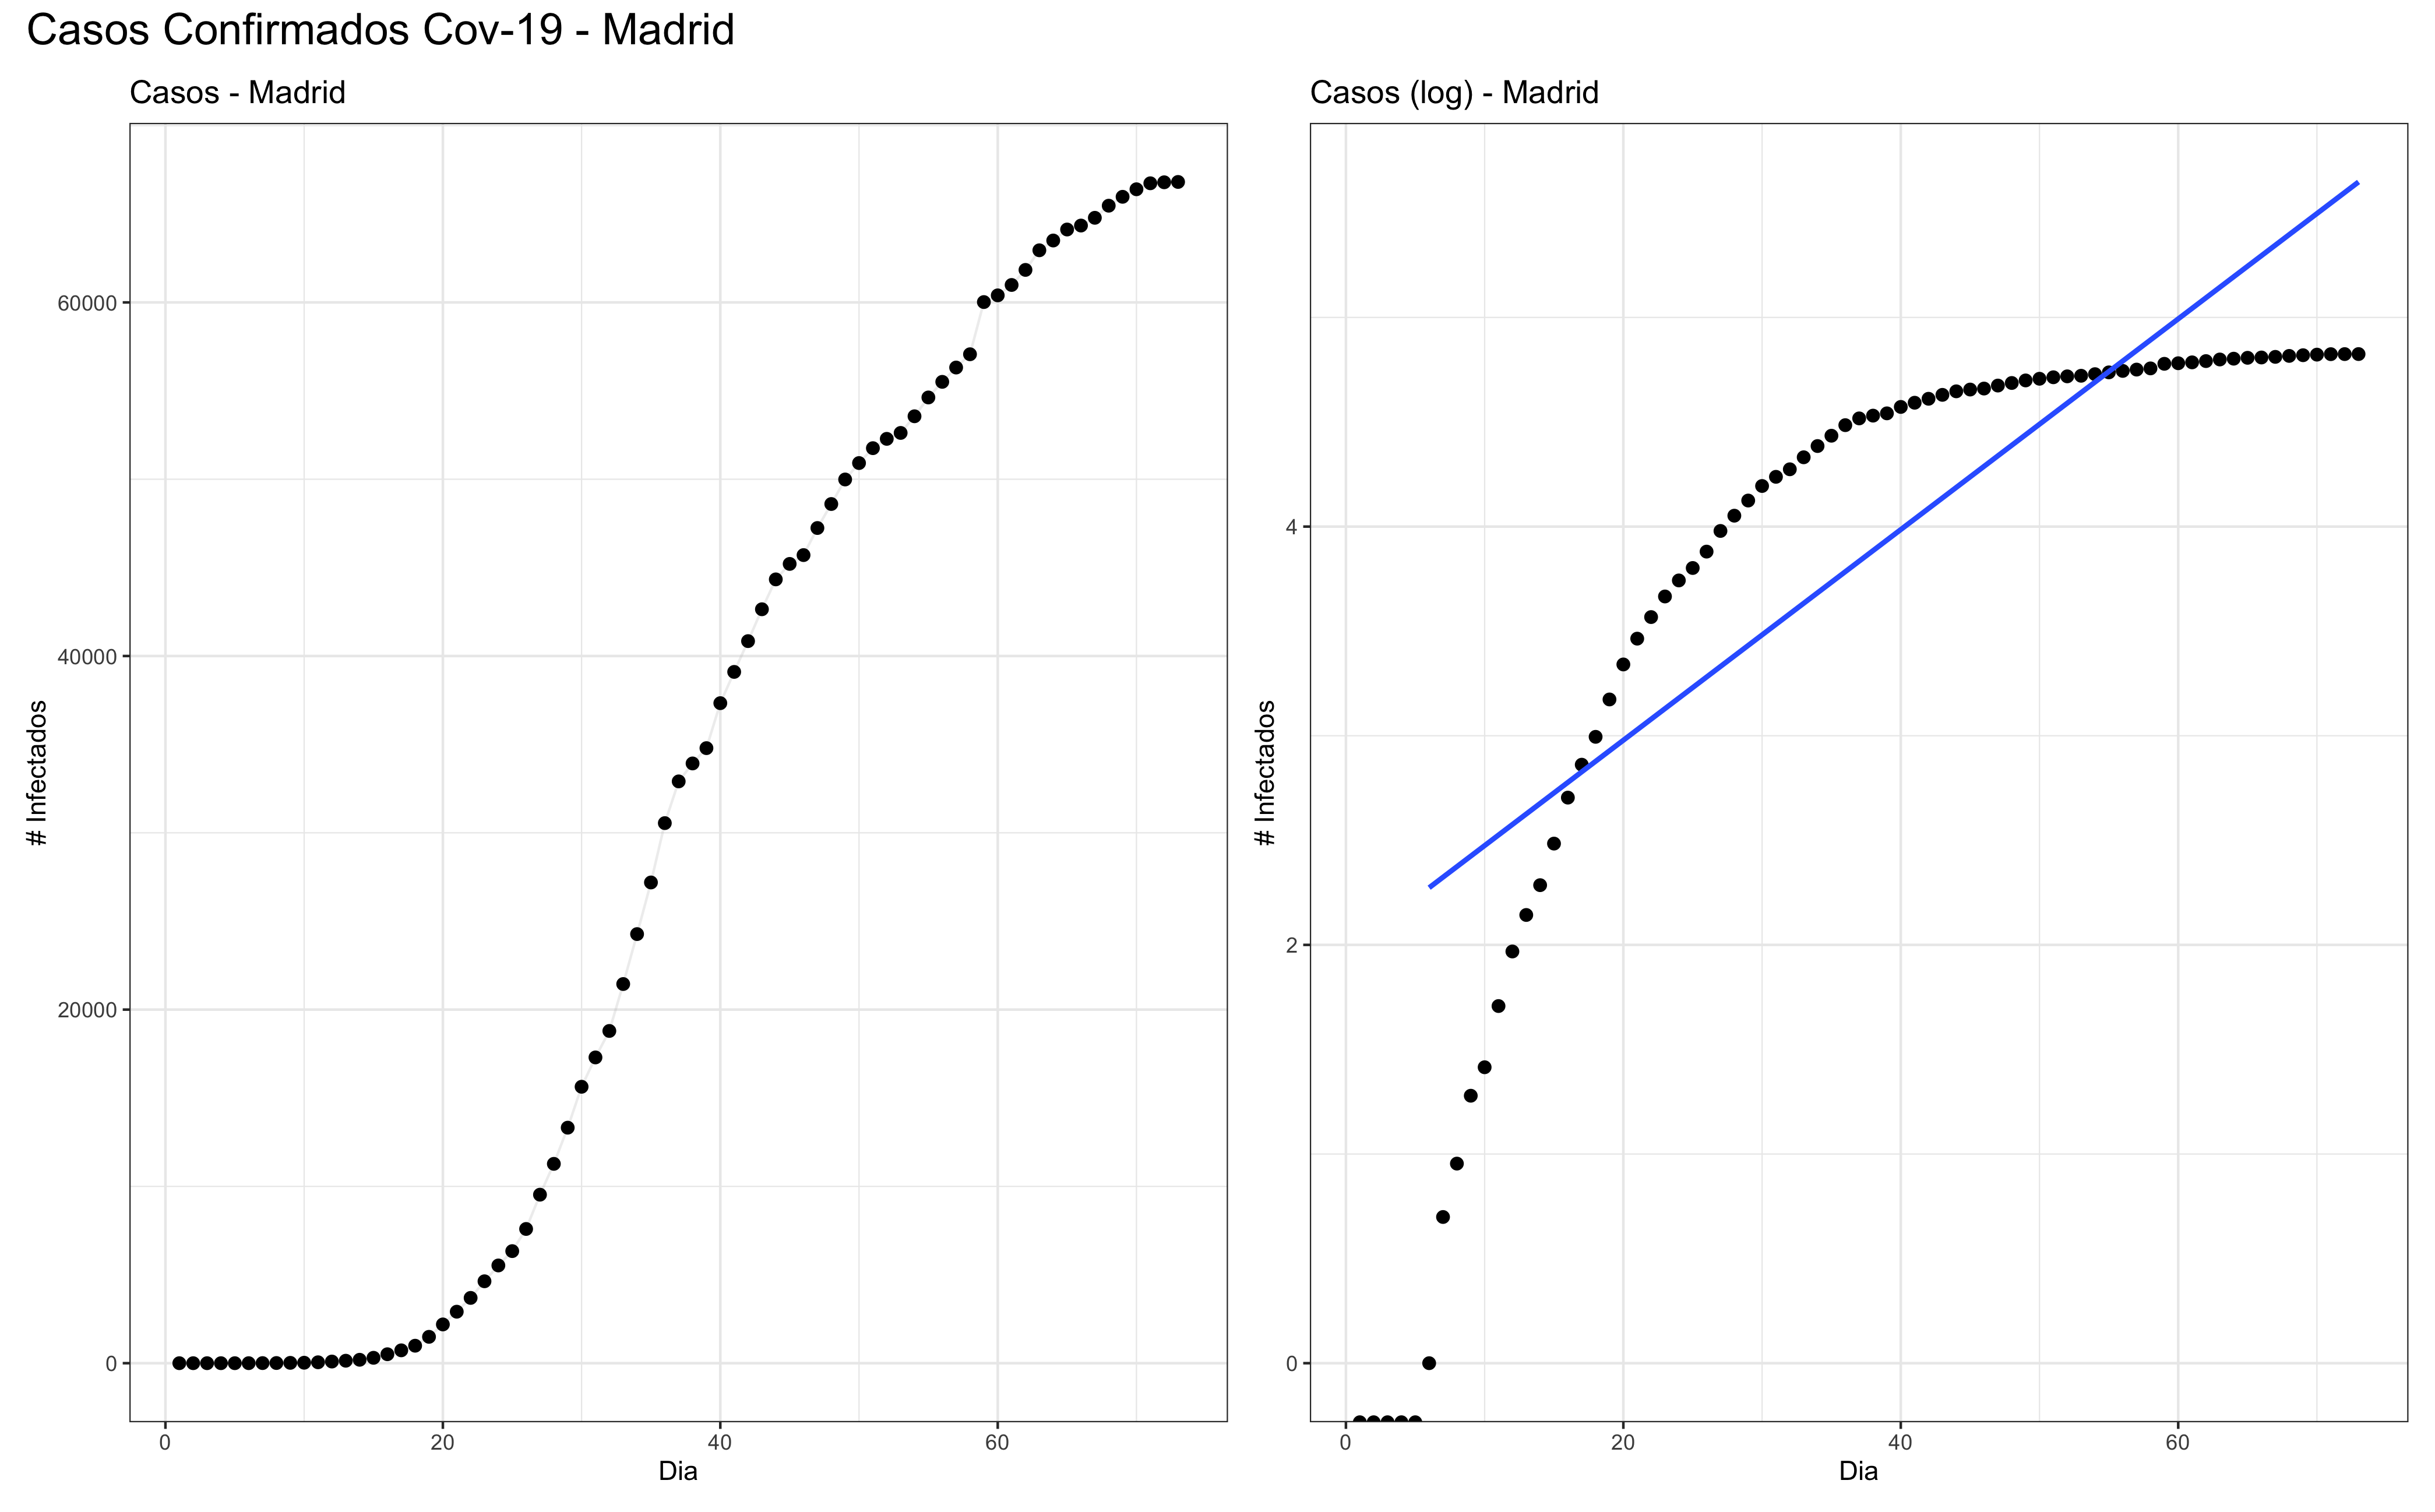 Casos Confirmados Cov-19 - Madrid
Casos - Madrid
# Infectados
60000
40000
20000
0
0 20 40 60
Dia
Casos (log) - Madrid
# Infectados
4
2
0
0 20 40 60
Dia